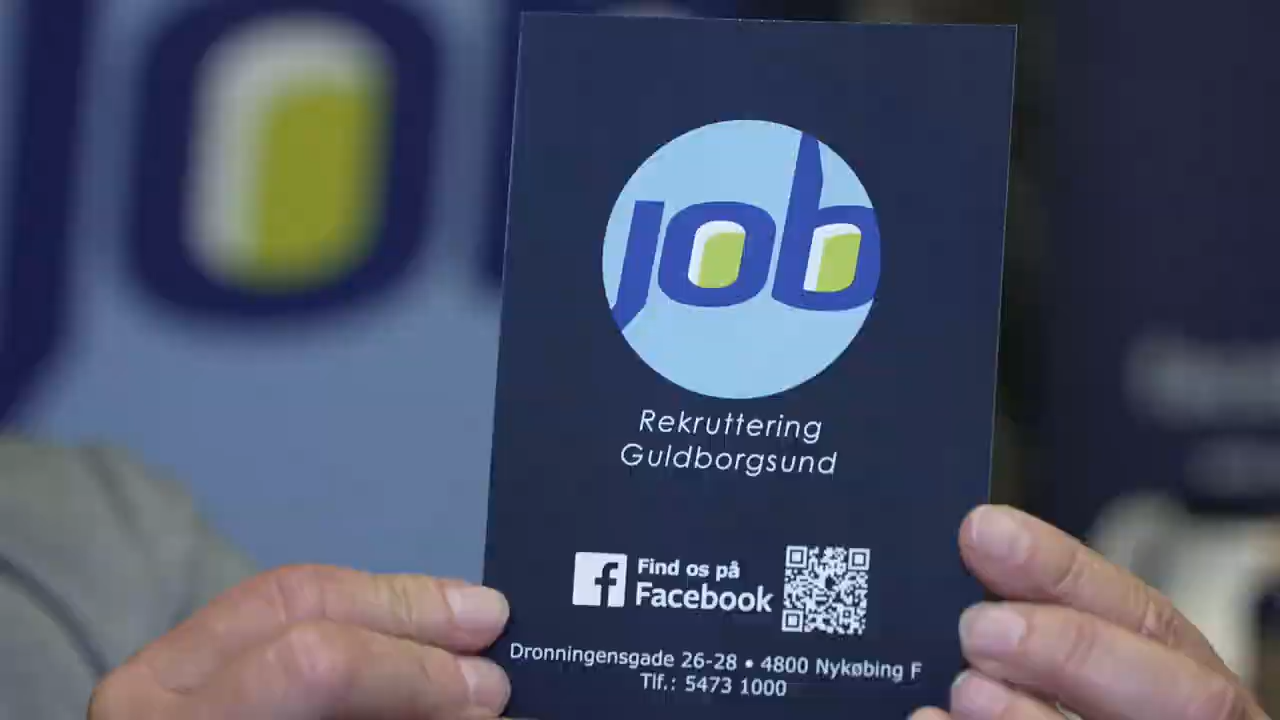 job
Rekruttering
Guldborgsund
Find os på
Facebook
Dronningensgade 26-28 • 4800 Nykøbing F
Tlf.: 5473 1000